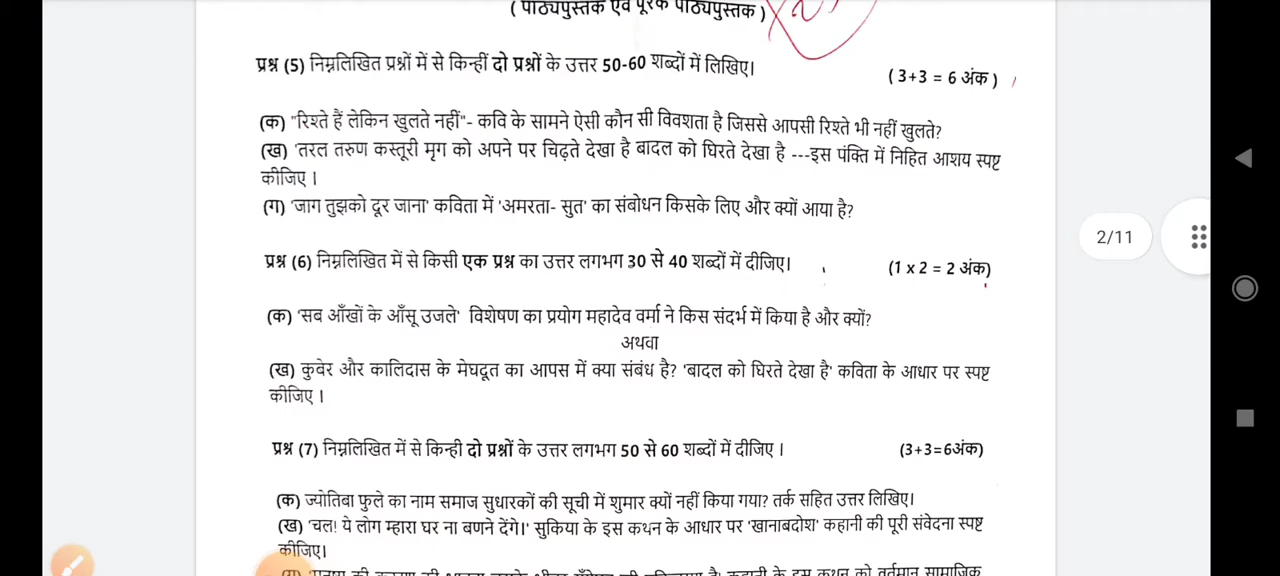 ( पाठ्यपुस्तक एवं पूरक पाठ्यपुस्तक )
प्रश्न (5) निम्नलिखित प्रश्नों में से किन्हीं दो प्रश्नों के उत्तर 50-60 शब्दों में लिखिए।
( 3+3 = 6 अंक )
(क) "रिश्ते हैं लेकिन खुलते नहीं"- कवि के सामने ऐसी कौन सी विवशता है जिससे आपसी रिश्ते भी नहीं खुलते?
(ख) 'तरल तरुण कस्तूरी मृग को अपने पर चिढ़ते देखा है बादल को घिरते देखा है ---इस पंक्ति में निहित आशय स्पष्ट
कीजिए ।
(ग) 'जाग तुझको दूर जाना' कविता में 'अमरता- सुत' का संबोधन किसके लिए और क्यों आया है?
2/11
प्रश्न (6) निम्नलिखित में से किसी एक प्रश्न का उत्तर लगभग 30 से 40 शब्दों में दीजिए।
(1 x 2 = 2 अंक)
(क) 'सब आँखों के आँसू उजले' विशेषण का प्रयोग महादेव वर्मा ने किस संदर्भ में किया है और क्यों?
अथवा
(ख) कुबेर और कालिदास के मेघदूत का आपस में क्या संबंध है? 'बादल को घिरते देखा है' कविता के आधार पर स्पष्ट
कीजिए ।
प्रश्न (7) निम्नलिखित में से किन्ही दो प्रश्नों के उत्तर लगभग 50 से 60 शब्दों में दीजिए ।
(3+3=6अंक)
(क) ज्योतिबा फुले का नाम समाज सुधारकों की सूची में शुमार क्यों नहीं किया गया? तर्क सहित उत्तर लिखिए।
(ख) 'चल! ये लोग म्हारा घर ना बणने देंगे।' सुकिया के इस कथन के आधार पर 'खानाबदोश' कहानी की पूरी संवेदना स्पष्ट
कीजिए।